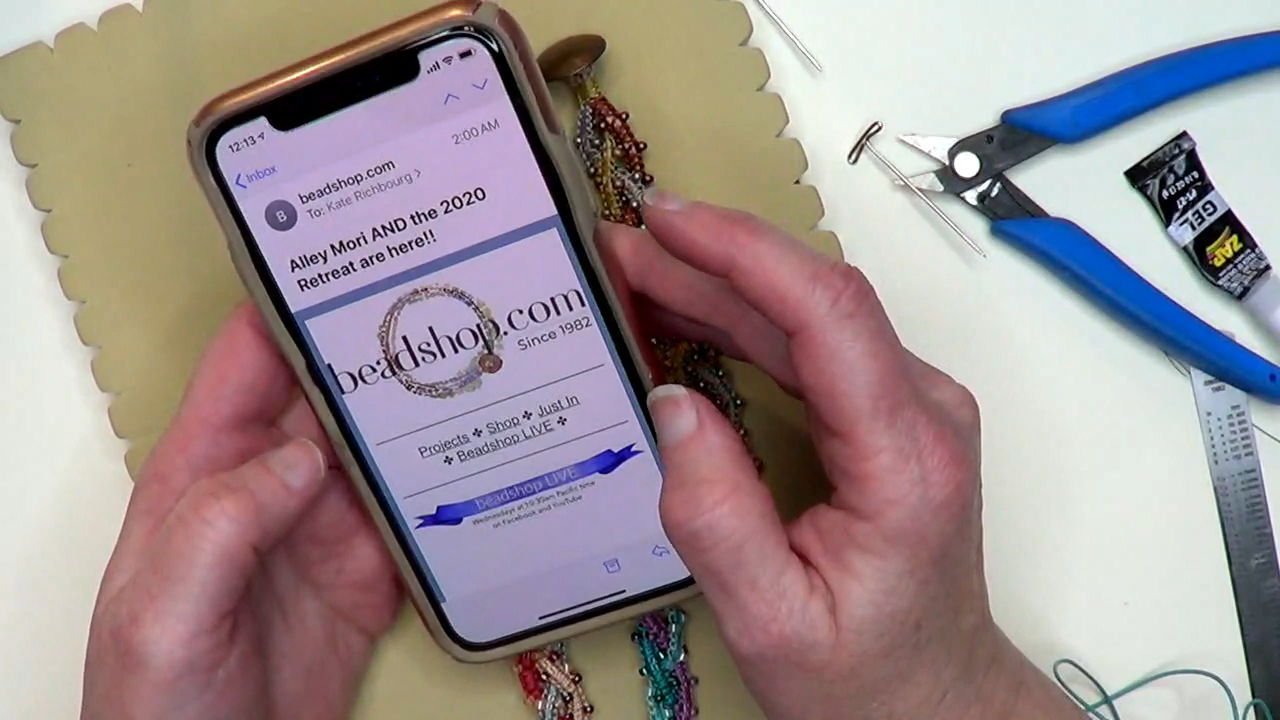 12:13
Inbox
2:00 AM
B
beadshop.com
To: Kate Richbourg
Alley Mori AND the 2020
Retreat are here!!
beadshop.com
Since 1982
Projects ✤ Shop ✤ Just In
✤ Beadshop LIVE ✤
beadshop LIVE
Wednesdays at 10:30am Pacific time
on Facebook and YouTube
GEL
ZAP